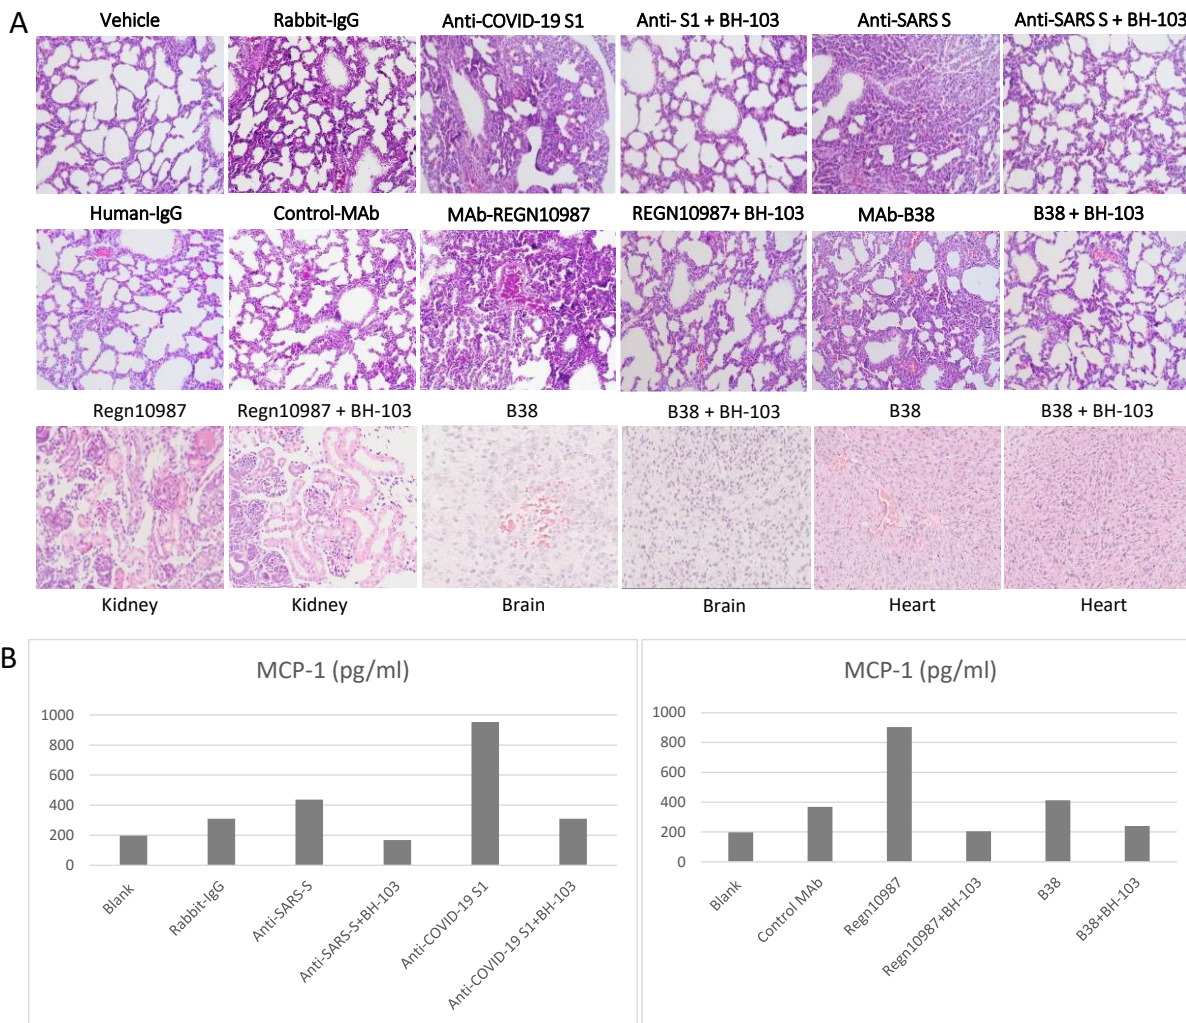 A
Vehicle Rabbit-IgG Anti-COVID-19 S1 Anti- S1 + BH-103 Anti-SARS S Anti-SARS S + BH-103
Human-IgG Control-MAb MAb-REGN10987 REGN10987+ BH-103 MAb-B38 B38 + BH-103
Regn10987 Regn10987 + BH-103 B38 B38 + BH-103 B38 B38 + BH-103
Kidney Kidney Brain Brain Heart Heart
B
MCP-1 (pg/ml)
1000
800
600
400
200
0
Blank
Rabbit-IgG
Anti-SARS-S
Anti-SARS-S+BH-103
Anti-COVID-19 S1
Anti-COVID-19 S1+BH-103
MCP-1 (pg/ml)
1000
800
600
400
200
0
Blank
Control MAb
Regn10987
Regn10987+BH-103
B38
B38+BH-103